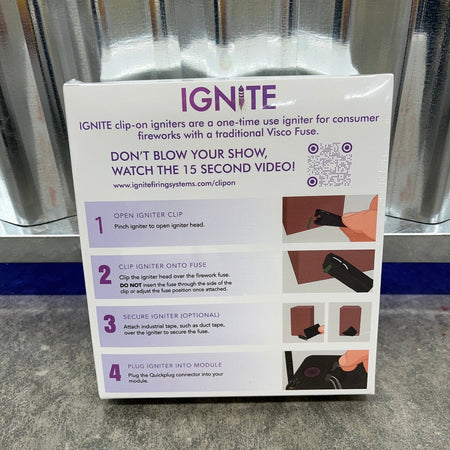 IGNITE
IGNITE clip-on igniters are a one-time use igniter for consumer
fireworks with a traditional Visco Fuse.
DON'T BLOW YOUR SHOW,
WATCH THE 15 SECOND VIDEO!
www.ignitefiringsystems.com/clipon
1
OPEN IGNITER CLIP
Pinch igniter to open igniter head.
2
CLIP IGNITER ONTO FUSE
Clip the igniter head over the firework fuse.
DO NOT insert the fuse through the side of the
clip or adjust the fuse position once attached.
3
SECURE IGNITER (OPTIONAL)
Attach industrial tape, such as duct tape,
over the igniter to secure the fuse.
4
PLUG IGNITER INTO MODULE
Plug the Quickplug connector into your
module.